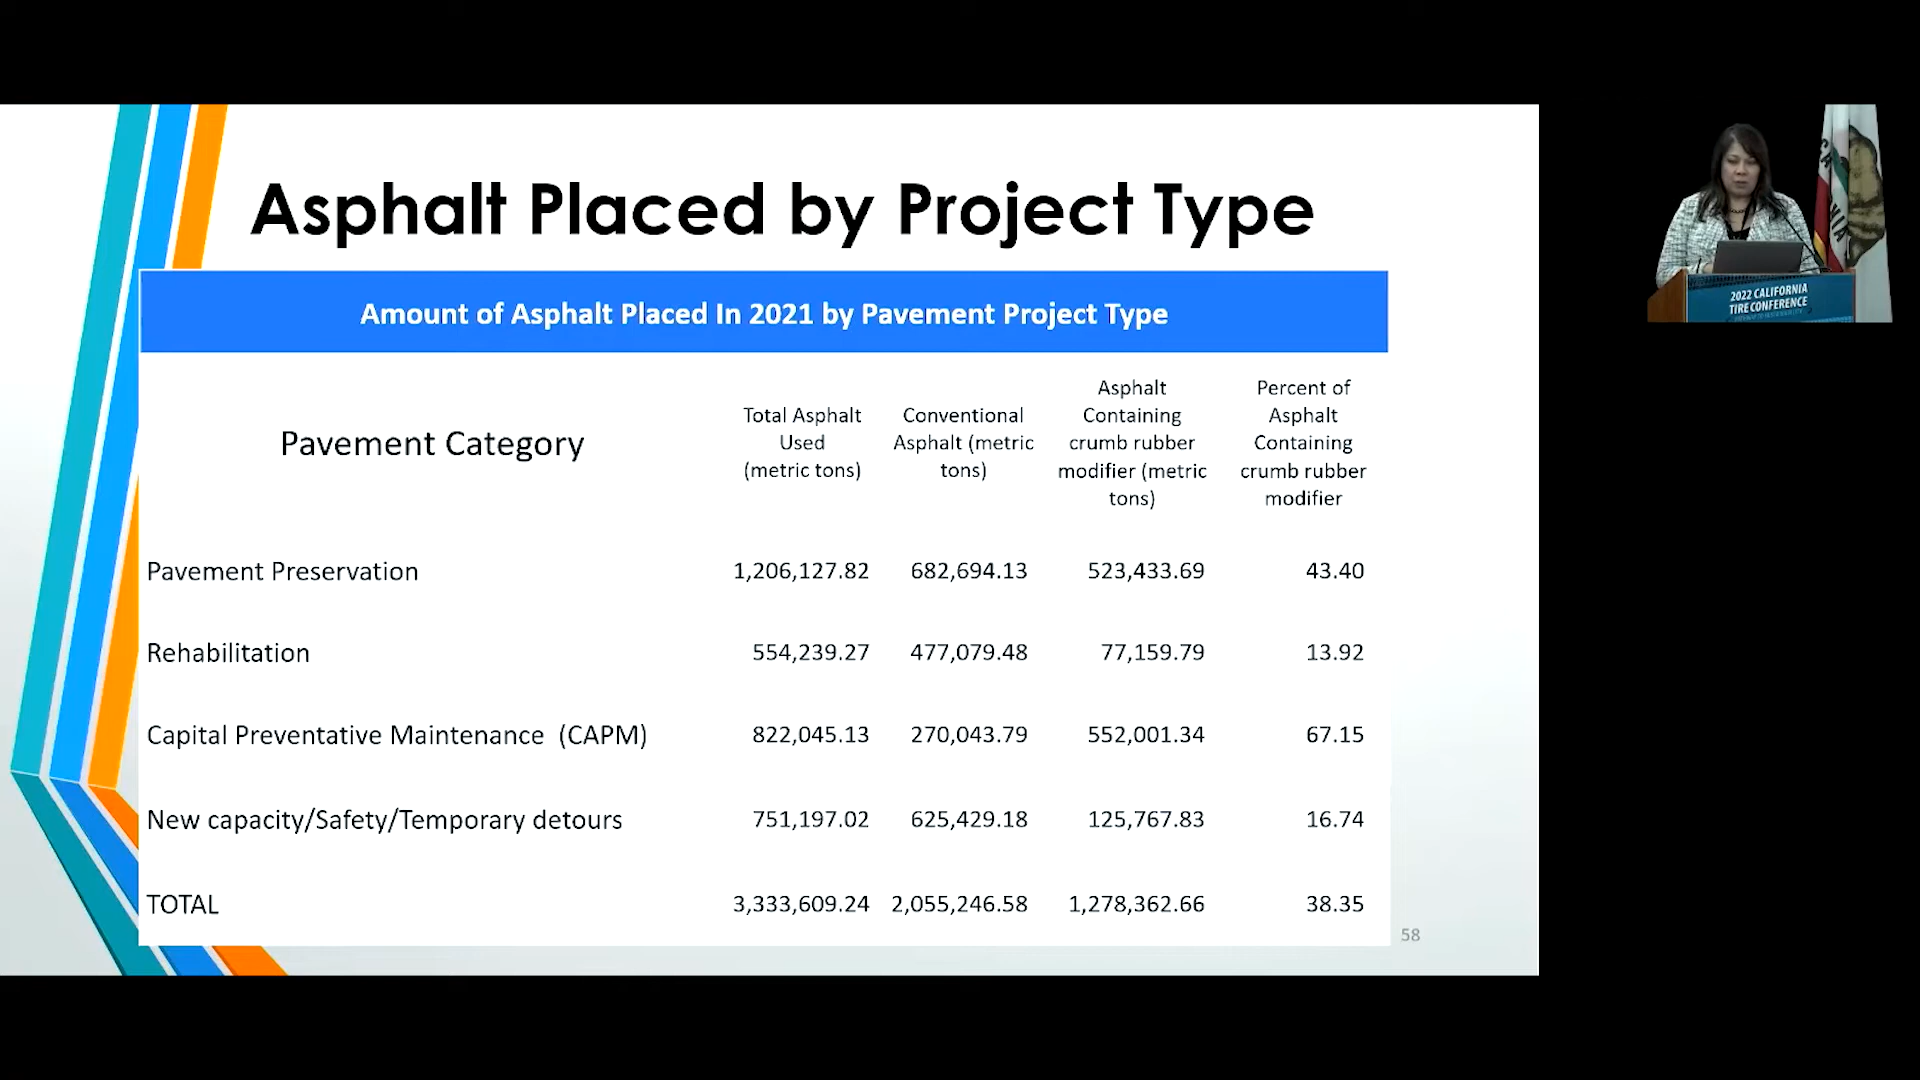 Asphalt Placed by Project Type
Amount of Asphalt Placed In 2021 by Pavement Project Type
Pavement Category
Total Asphalt
Used
(metric tons)
Conventional
Asphalt (metric
tons)
Asphalt
Containing
crumb rubber
modifier (metric
tons)
Percent of
Asphalt
Containing
crumb rubber
modifier
Pavement Preservation 1,206,127.82 682,694.13 523,433.69 43.40
Rehabilitation 554,239.27 477,079.48 77,159.79 13.92
Capital Preventative Maintenance (CAPM) 822,045.13 270,043.79 552,001.34 67.15
New capacity/Safety/Temporary detours 751,197.02 625,429.18 125,767.83 16.74
TOTAL 3,333,609.24 2,055,246.58 1,278,362.66 38.35
58
2022 CALIFORNIA
TIRE CONFERENCE